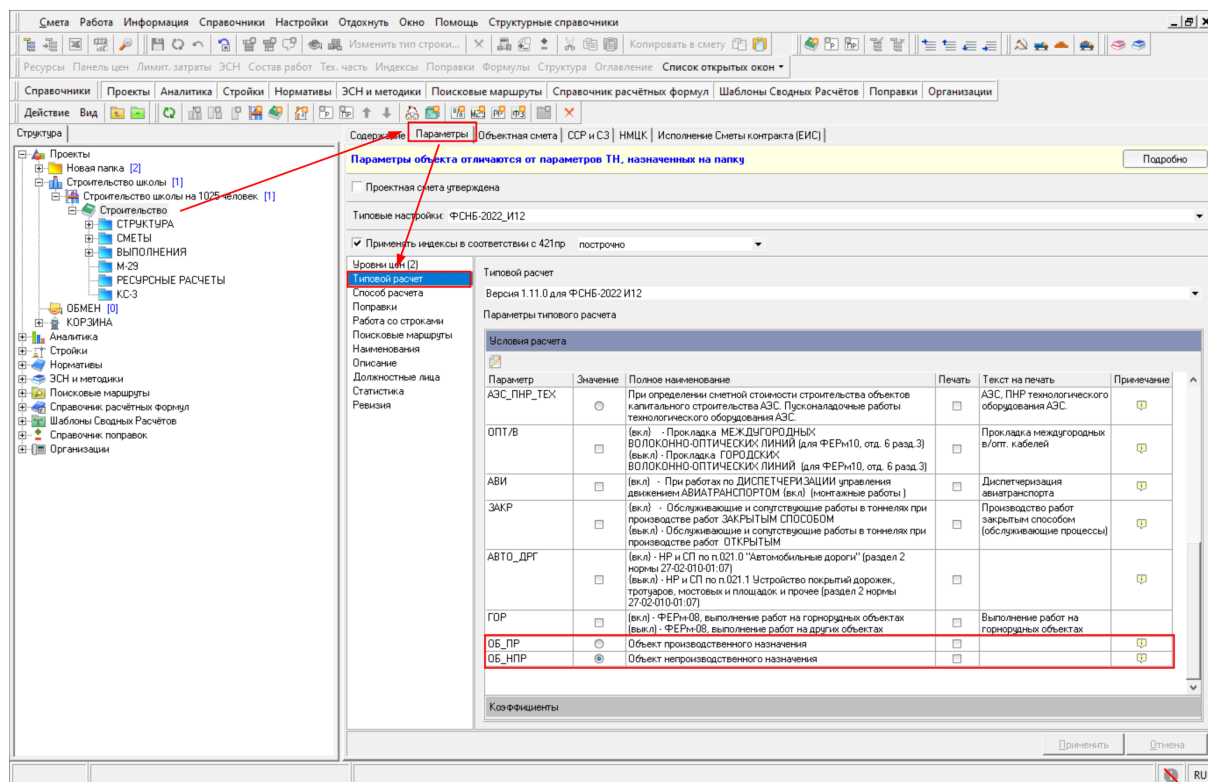 Смета Работа Информация Справочники Настройки Отдохнуть Окно Помощь Структурные справочники
Изменить тип строки... Копировать в смету
Ресурсы Панель цен Лимит. затраты ЭСН Состав работ Тех. часть Индексы Поправки Формулы Структура Оглавление Список открытых окон
Справочники Проекты Аналитика Стройки Нормативы ЭСН и методики Поисковые маршруты Справочник расчётных формул Шаблоны Сводных Расчётов Поправки Организации
Действие Вид
Структура
Проекты
Новая папка [2]
Строительство школы [1]
Строительство школы на 1025 человек [1]
Строительство
СТРУКТУРА
СМЕТЫ
ВЫПОЛНЕНИЯ
М-29
РЕСУРСНЫЕ РАСЧЕТЫ
КС-3
ОБМЕН [0]
КОРЗИНА
Аналитика
Стройки
Нормативы
ЭСН и методики
Поисковые маршруты
Справочник расчётных формул
Шаблоны Сводных Расчётов
Справочник поправок
Организации
Содержание Параметры Объектная смета ССР и СЗ НМЦК Исполнение Сметы контракта (ЕИС)
Параметры объекта отличаются от параметров ТН, назначенных на папку
Подробно
Проектная смета утверждена
Типовые настройки: ФСНБ-2022_И12
Применять индексы в соответствии с 421пр построчно
Уровни цен (2)
Типовой расчет
Способ расчета
Поправки
Работа со строками
Поисковые маршруты
Наименования
Описание
Должностные лица
Статистика
Ревизия
Типовой расчет
Версия 1.11.0 для ФСНБ-2022 И12
Параметры типового расчета
Условия расчета
Параметр Значение Полное наименование Печать Текст на печать Примечание
АЭС_ПНР_ТЕХ При определении сметной стоимости строительства объектов АЭС, ПНР технологического
капитального строительства АЭС. Пусконаладочные работы оборудования АЭС.
технологического оборудования АЭС.
ОПТ/В {вкл} - Прокладка МЕЖДУГОРОДНЫХ Прокладка междугородных
ВОЛОКОННО-ОПТИЧЕСКИХ ЛИНИЙ (для ФЕРм10, отд. 6 разд.3) в/опт. кабелей
{выкл} - Прокладка ГОРОДСКИХ
ВОЛОКОННО-ОПТИЧЕСКИХ ЛИНИЙ (для ФЕРм10, отд. 6 разд.3)
АВИ {вкл} - При работах по ДИСПЕТЧЕРИЗАЦИИ управления Диспетчеризация
движением АВИАТРАНСПОРТОМ {вкл} (монтажные работы ) авиатранспорта
ЗАКР {вкл} - Обслуживающие и сопутствующие работы в тоннелях при Производство работ
производстве работ ЗАКРЫТЫМ СПОСОБОМ закрытым способом
{выкл} - Обслуживающие и сопутствующие работы в тоннелях при (обслуживающие процессы)
производстве работ ОТКРЫТЫМ
АВТО_ДРГ {вкл} - НР и СП по п.021.0 "Автомобильные дороги" (раздел 2
нормы 27-02-010-01:07)
{выкл} - НР и СП по п.021.1 Устройство покрытий дорожек,
тротуаров, мостовых и площадок и прочее (раздел 2 нормы
27-02-010-01:07)
ГОР {вкл} - ФЕРм-08, выполнение работ на горнорудных объектах Выполнение работ на
{выкл} - ФЕРм-08, выполнение работ на других объектах горнорудных объектах
ОБ_ПР Объект производственного назначения
ОБ_НПР Объект непроизводственного назначения
Коэффициенты
Применить Отмена
RU